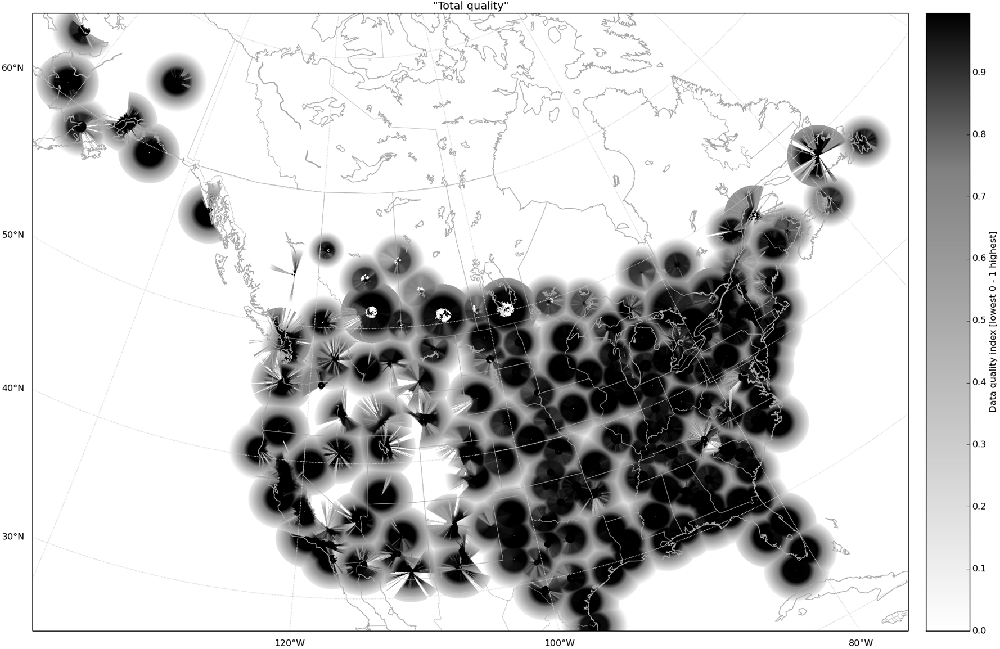 "Total quality"
60°N
50°N
40°N
30°N
120°W
100°W
80°W
0.9
0.8
0.7
0.6
0.5
0.4
0.3
0.2
0.1
0.0
Data quality index [lowest 0 - 1 highest]